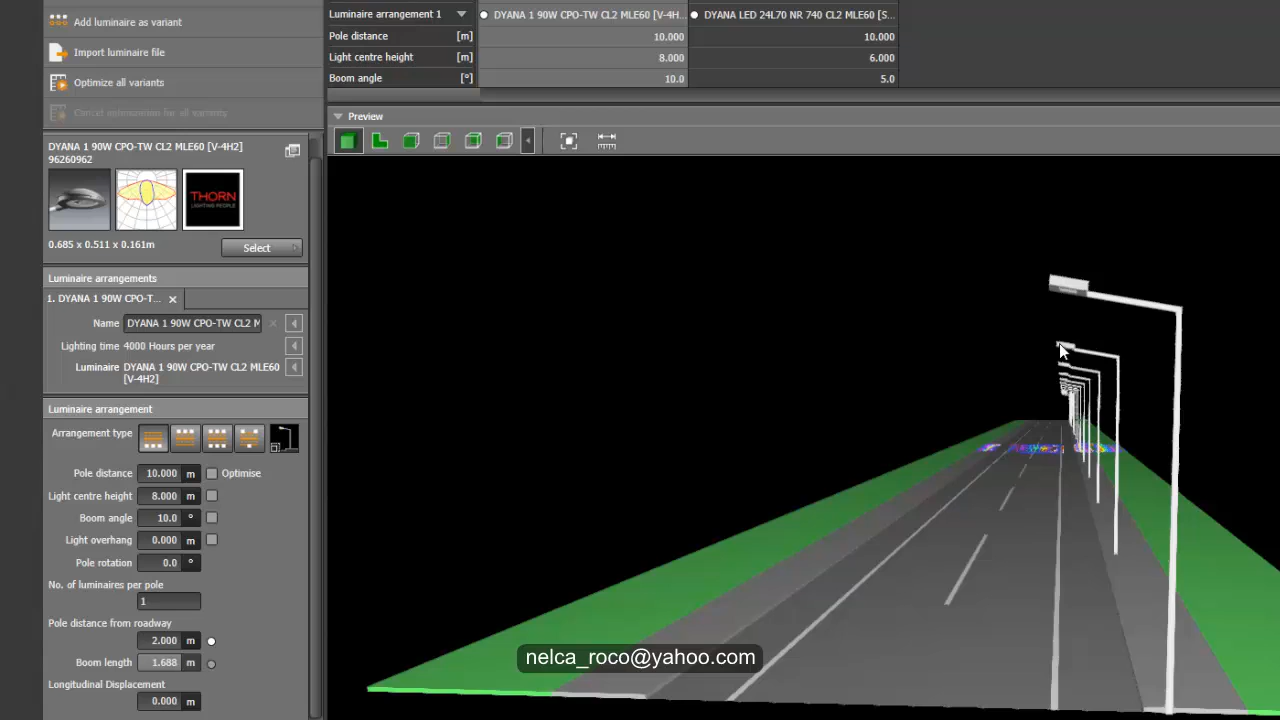 Add luminaire as variant
Import luminaire file
Optimize all variants
DYANA 1 90W CPO-TW CL2 MLE60 [V-4H2]
96260962
THORN
LIGHTING PEOPLE
0.685 x 0.511 x 0.161m
Select
Luminaire arrangements
1. DYANA 1 90W CPO-T...
Name DYANA 1 90W CPO-TW CL2 M
Lighting time 4000 Hours per year
Luminaire DYANA 1 90W CPO-TW CL2 MLE60
[V-4H2]
Luminaire arrangement
Arrangement type
Pole distance 10.000 m Optimise
Light centre height 8.000 m
Boom angle 10.0 °
Light overhang 0.000 m
Pole rotation 0.0 °
No. of luminaires per pole
1
Pole distance from roadway
2.000 m
Boom length 1.688 m
Longitudinal Displacement
0.000 m
Luminaire arrangement 1 DYANA 1 90W CPO-TW CL2 MLE60 [V-4H... DYANA LED 24L70 NR 740 CL2 MLE60 [S...
Pole distance [m] 10.000 10.000
Light centre height [m] 8.000 6.000
Boom angle [°] 10.0 5.0
Preview
nelca_roco@yahoo.com